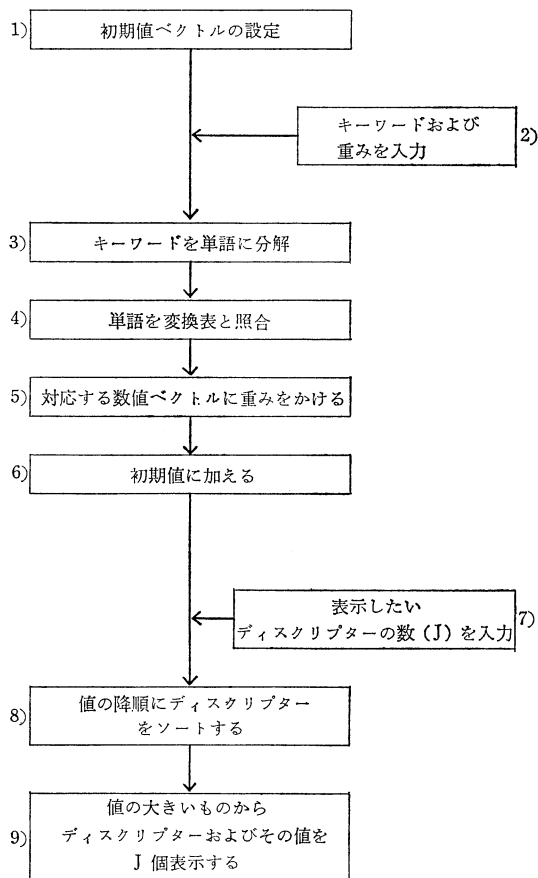 1) 初期値ベクトルの設定
キーワードおよび
重みを入力
2)
3) キーワードを単語に分解
4) 単語を変換表と照合
5) 対応する数値ベクトルに重みをかける
6) 初期値に加える
表示したい
ディスクリプターの数（J）を入力
7)
8) 値の降順にディスクリプター
をソートする
値の大きいものから
9) ディスクリプターおよびその値を
J 個表示する